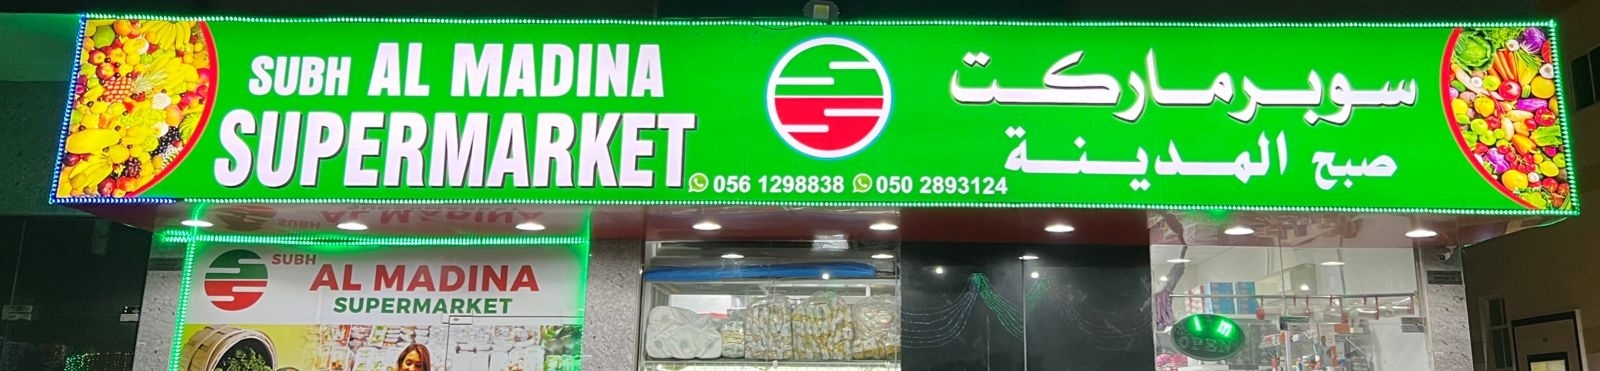 SUBH AL MADINA
SUPERMARKET
056 1298838 050 2893124
سوبرماركت
صبح المدينة
SUBH
AL MADINA
SUPERMARKET
OPEN